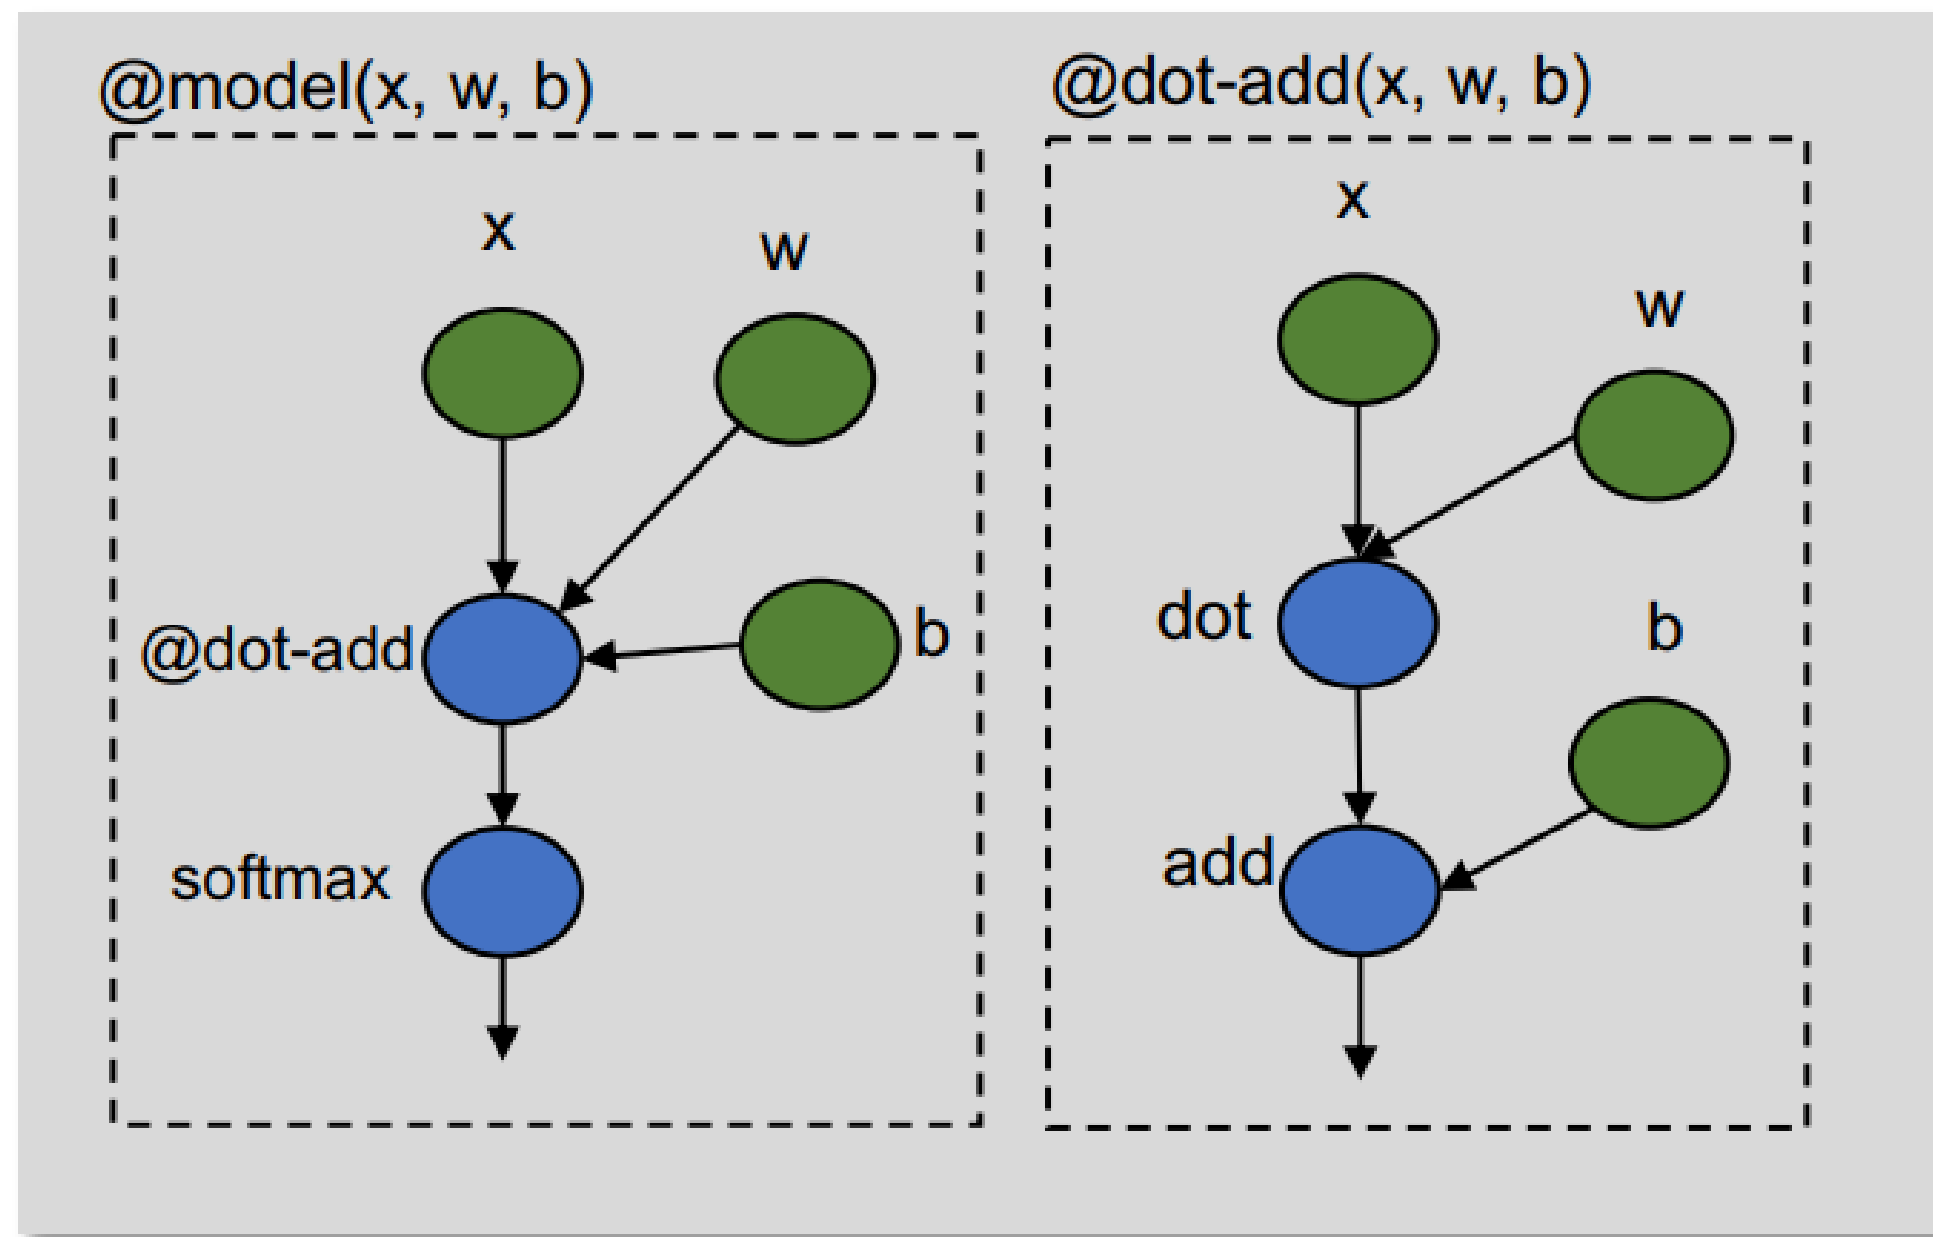 @model(x, w, b)
x
w
@dot-add
b
softmax
@dot-add(x, w, b)
x
w
dot
b
add